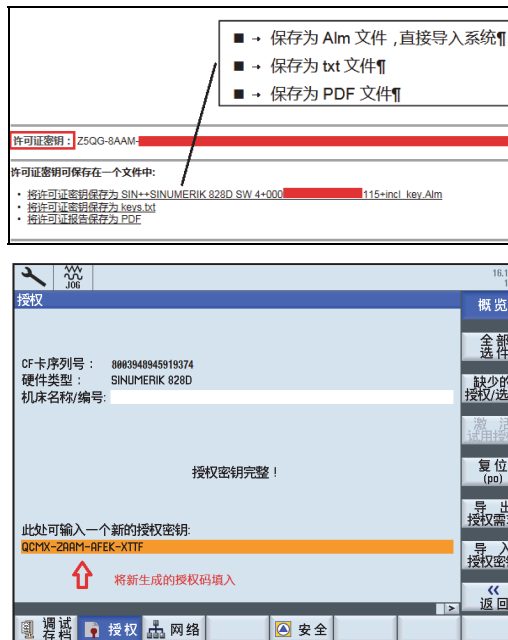 ■ → 保存为 Alm 文件 ,直接导入系统¶
■ → 保存为 txt 文件¶
■ → 保存为 PDF 文件¶
许可证密钥： Z5QG-8AAM-
许可证密钥可保存在一个文件中:
• 将许可证密钥保存为 SIN++SINUMERIK 828D SW 4+000 115+incl_key.Alm
• 将许可证密钥保存为 keys.txt
• 将许可证报告保存为 PDF
JOG
16.1
授权
概览
CF卡序列号： 8003948945919374
硬件类型： SINUMERIK 828D
机床名称/编号:
全部
选件
缺少的
授权/选
激 活
试用授
授权密钥完整！
复位
(po)
导 出
授权需
此处可输入一个新的授权密钥:
QCMX-ZAAM-AFEK-XTTF
导 入
授权密
将新生成的授权码填入
«
返回
>
调试
存档
授权
网络
安全